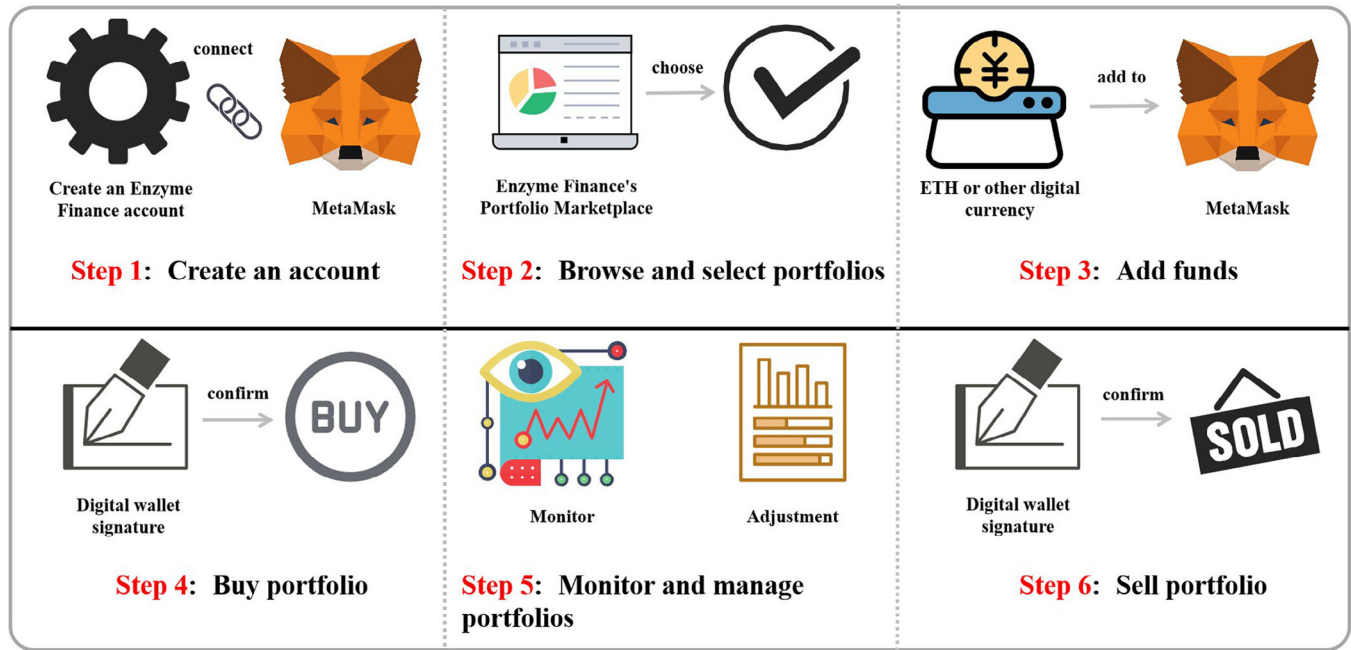 connect
Create an Enzyme
Finance account
MetaMask
Step 1: Create an account
choose
Enzyme Finance's
Portfolio Marketplace
Step 2: Browse and select portfolios
¥
add to
ETH or other digital
currency
MetaMask
Step 3: Add funds
confirm
BUY
Digital wallet
signature
Step 4: Buy portfolio
Monitor
Adjustment
Step 5: Monitor and manage
portfolios
confirm
SOLD
Digital wallet
signature
Step 6: Sell portfolio